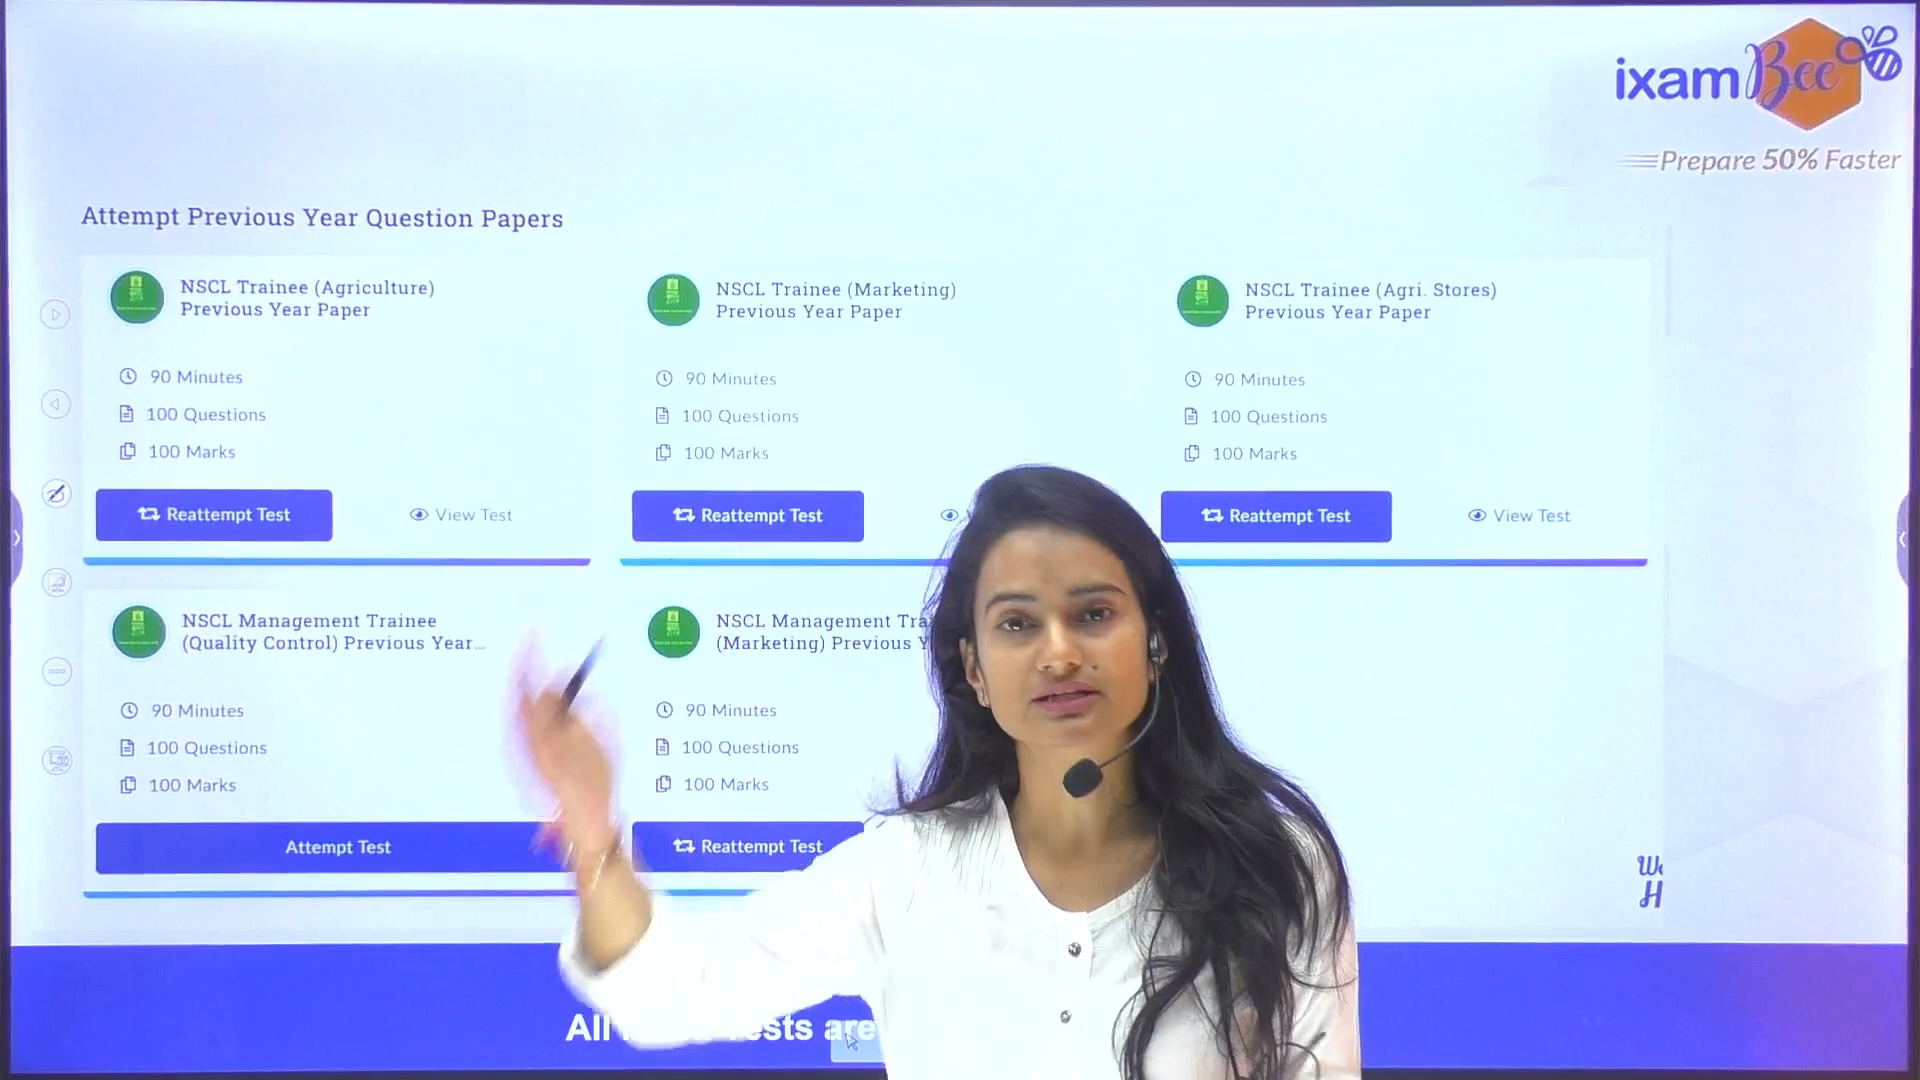 ixamBee
Prepare 50% Faster
Attempt Previous Year Question Papers
NSCL Trainee (Agriculture)
Previous Year Paper
90 Minutes
100 Questions
100 Marks
Reattempt Test
View Test
NSCL Trainee (Marketing)
Previous Year Paper
90 Minutes
100 Questions
100 Marks
Reattempt Test
NSCL Trainee (Agri. Stores)
Previous Year Paper
90 Minutes
100 Questions
100 Marks
Reattempt Test
View Test
NSCL Management Trainee
(Quality Control) Previous Year...
90 Minutes
100 Questions
100 Marks
Attempt Test
NSCL Management Tra
(Marketing) Previous Y
90 Minutes
100 Questions
100 Marks
Reattempt Test
All are